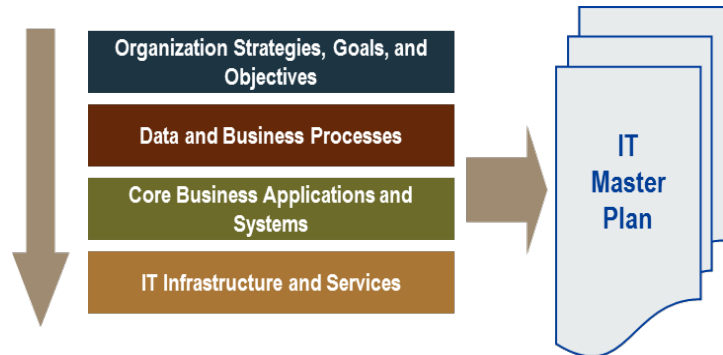 Organization Strategies, Goals, and
Objectives
Data and Business Processes
Core Business Applications and
Systems
IT Infrastructure and Services
IT
Master
Plan